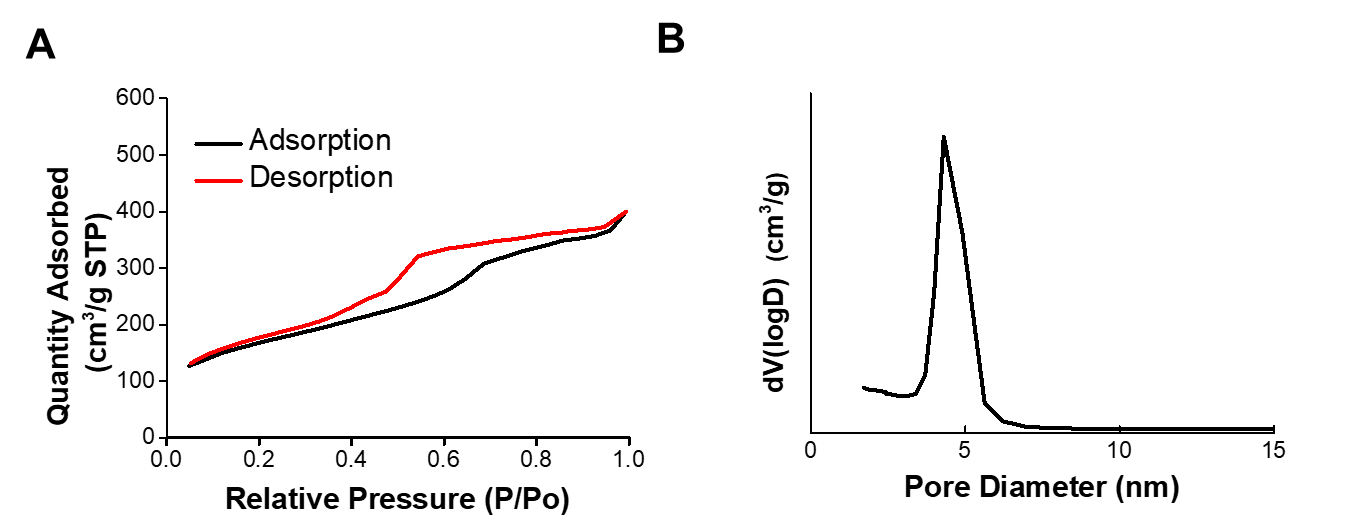 A
B
600
500
400
300
200
100
0
Adsorption
Desorption
Quantity Adsorbed
(cm³/g STP)
0.0 0.2 0.4 0.6 0.8 1.0
Relative Pressure (P/Po)
dV(logD) (cm³/g)
0 5 10 15
Pore Diameter (nm)